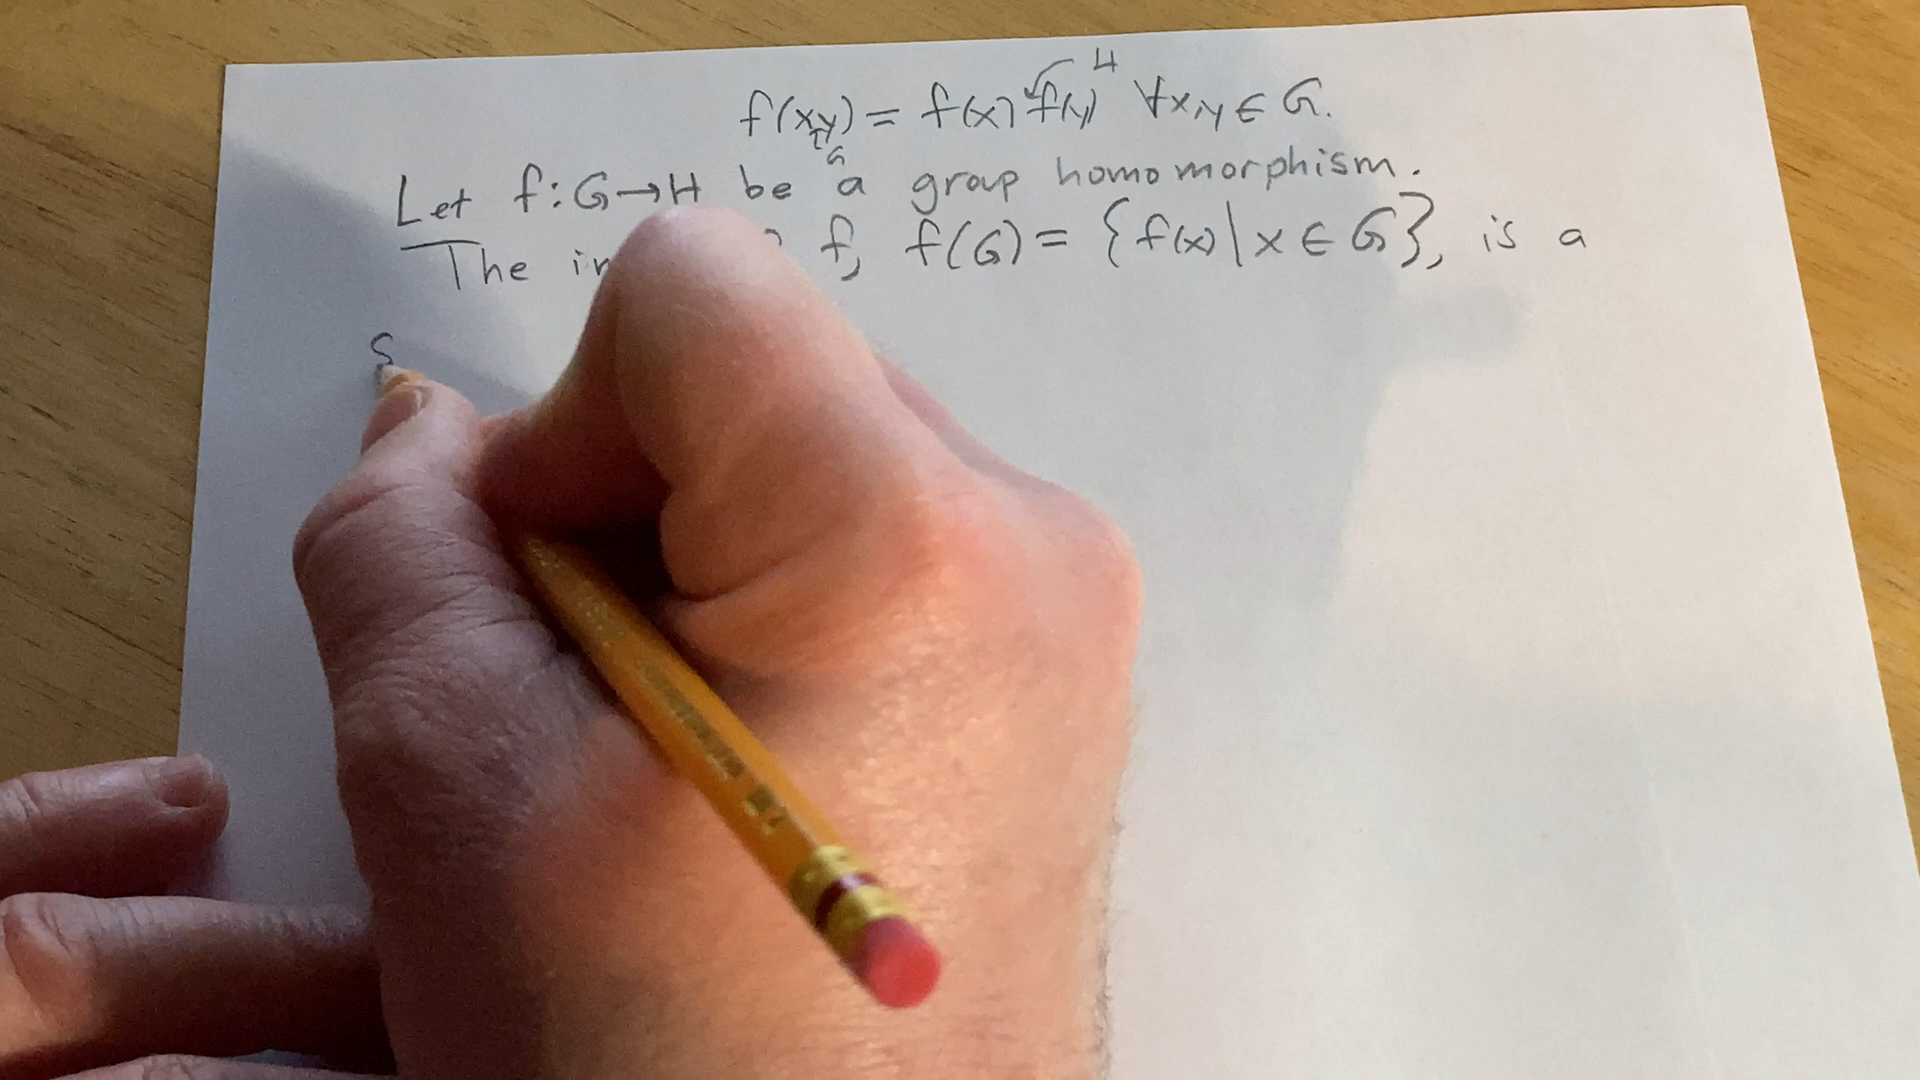 f(xy) = f(x) f(y) ∀x,y ∈ G.
G H
Let f:G→H be a group homomorphism.
The f, f(G) = {f(x) | x ∈ G}, is a
S